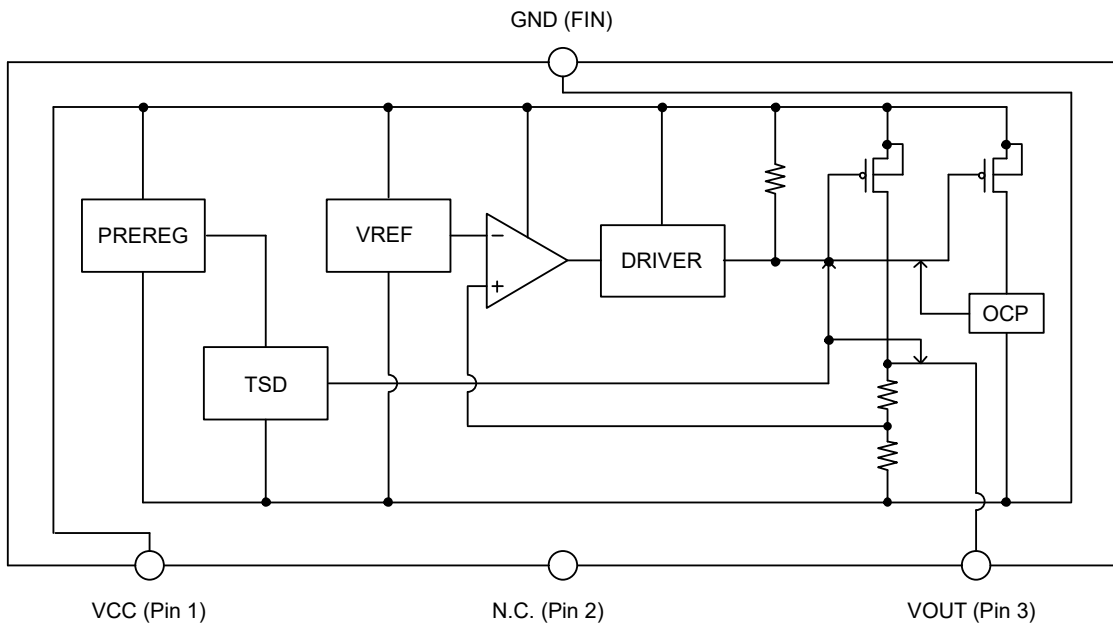 GND (FIN)
PREREG
VREF
−
+
DRIVER
OCP
TSD
VCC (Pin 1)
N.C. (Pin 2)
VOUT (Pin 3)